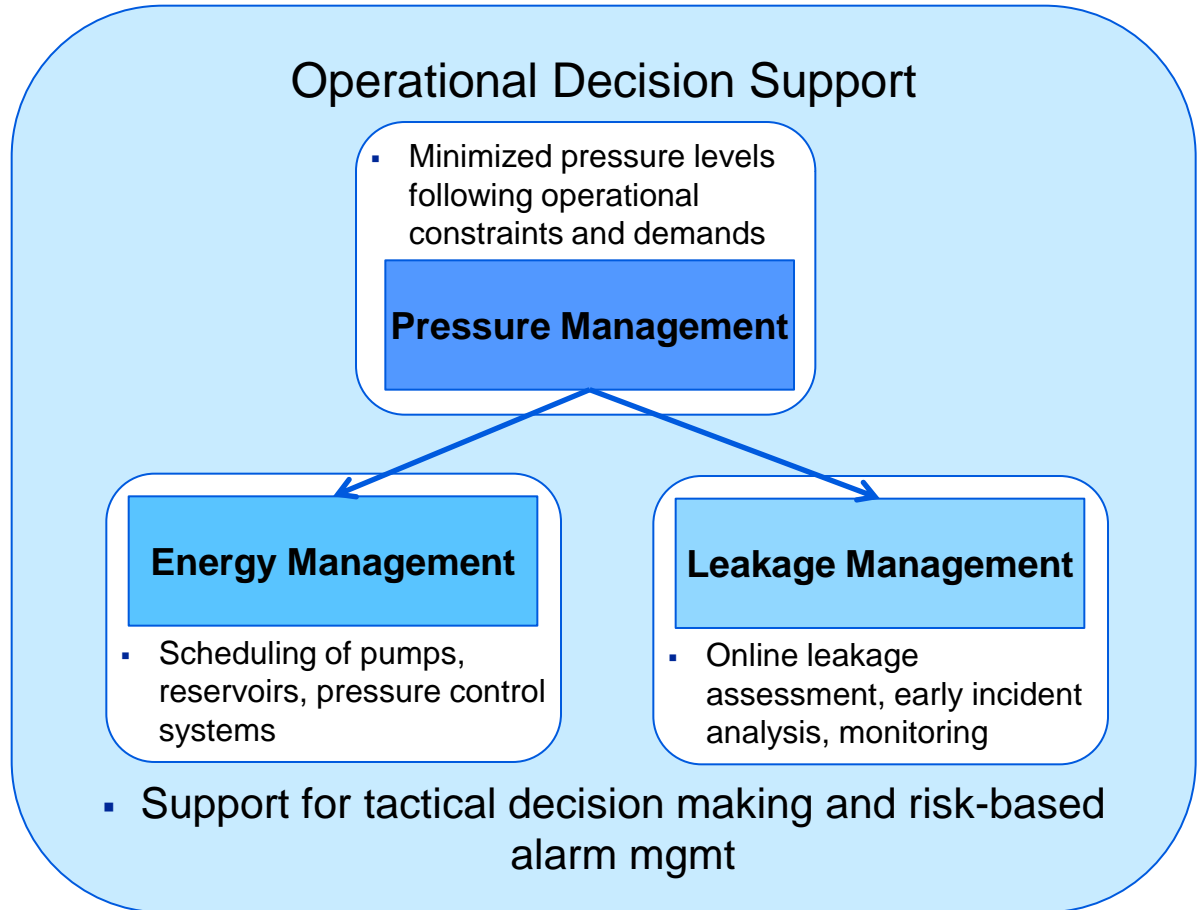 Operational Decision Support
▪ Minimized pressure levels
following operational
constraints and demands
Pressure Management
Energy Management
▪ Scheduling of pumps,
reservoirs, pressure control
systems
Leakage Management
▪ Online leakage
assessment, early incident
analysis, monitoring
▪ Support for tactical decision making and risk-based
alarm mgmt